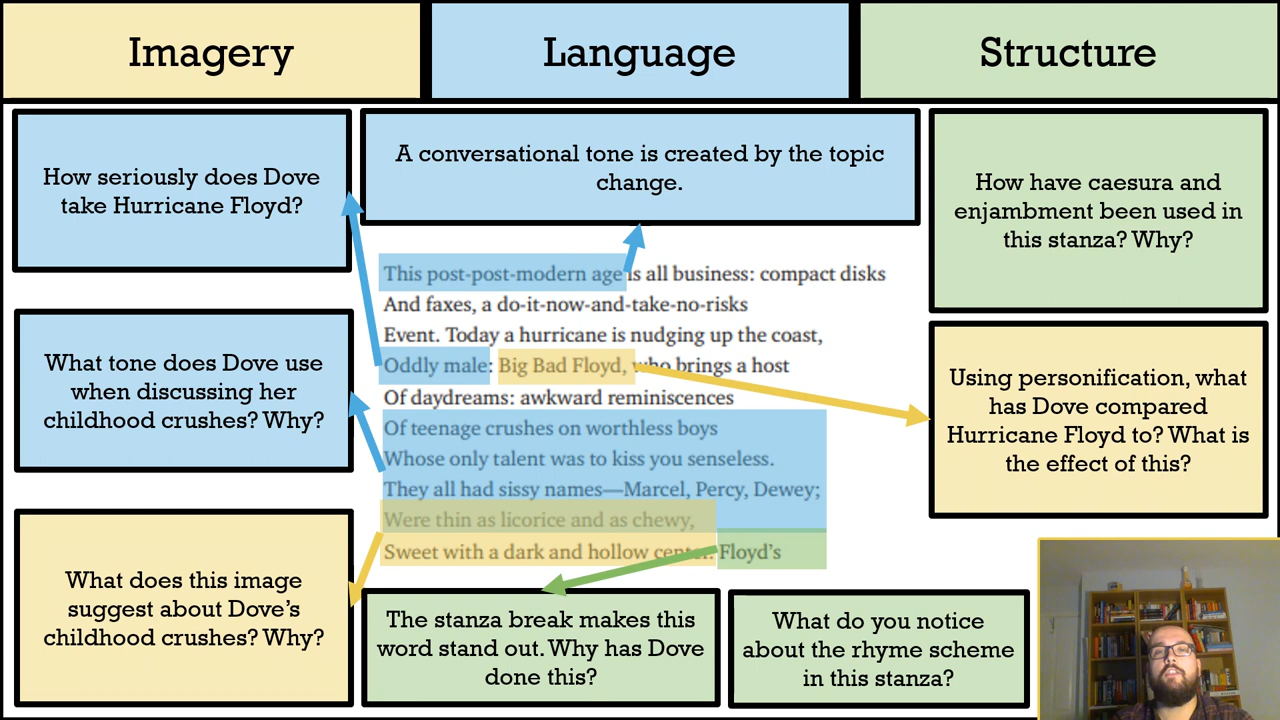 Imagery
Language
Structure
How seriously does Dove
take Hurricane Floyd?
A conversational tone is created by the topic
change.
How have caesura and
enjambment been used in
this stanza? Why?
This post-post-modern age is all business: compact disks
And faxes, a do-it-now-and-take-no-risks
Event. Today a hurricane is nudging up the coast,
Oddly male: Big Bad Floyd, who brings a host
Of daydreams: awkward reminiscences
Of teenage crushes on worthless boys
Whose only talent was to kiss you senseless.
They all had sissy names—Marcel, Percy, Dewey;
Were thin as licorice and as chewy,
Sweet with a dark and hollow center. Floyd's
What tone does Dove use
when discussing her
childhood crushes? Why?
Using personification, what
has Dove compared
Hurricane Floyd to? What is
the effect of this?
What does this image
suggest about Dove's
childhood crushes? Why?
The stanza break makes this
word stand out. Why has Dove
done this?
What do you notice
about the rhyme scheme
in this stanza?